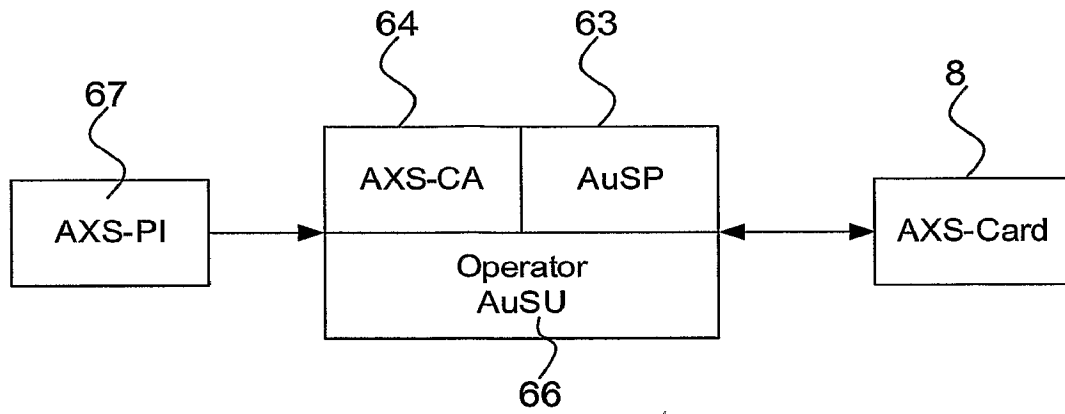 64
63
8
67
AXS-CA
AuSP
AXS-PI
AXS-Card
Operator
AuSU
66